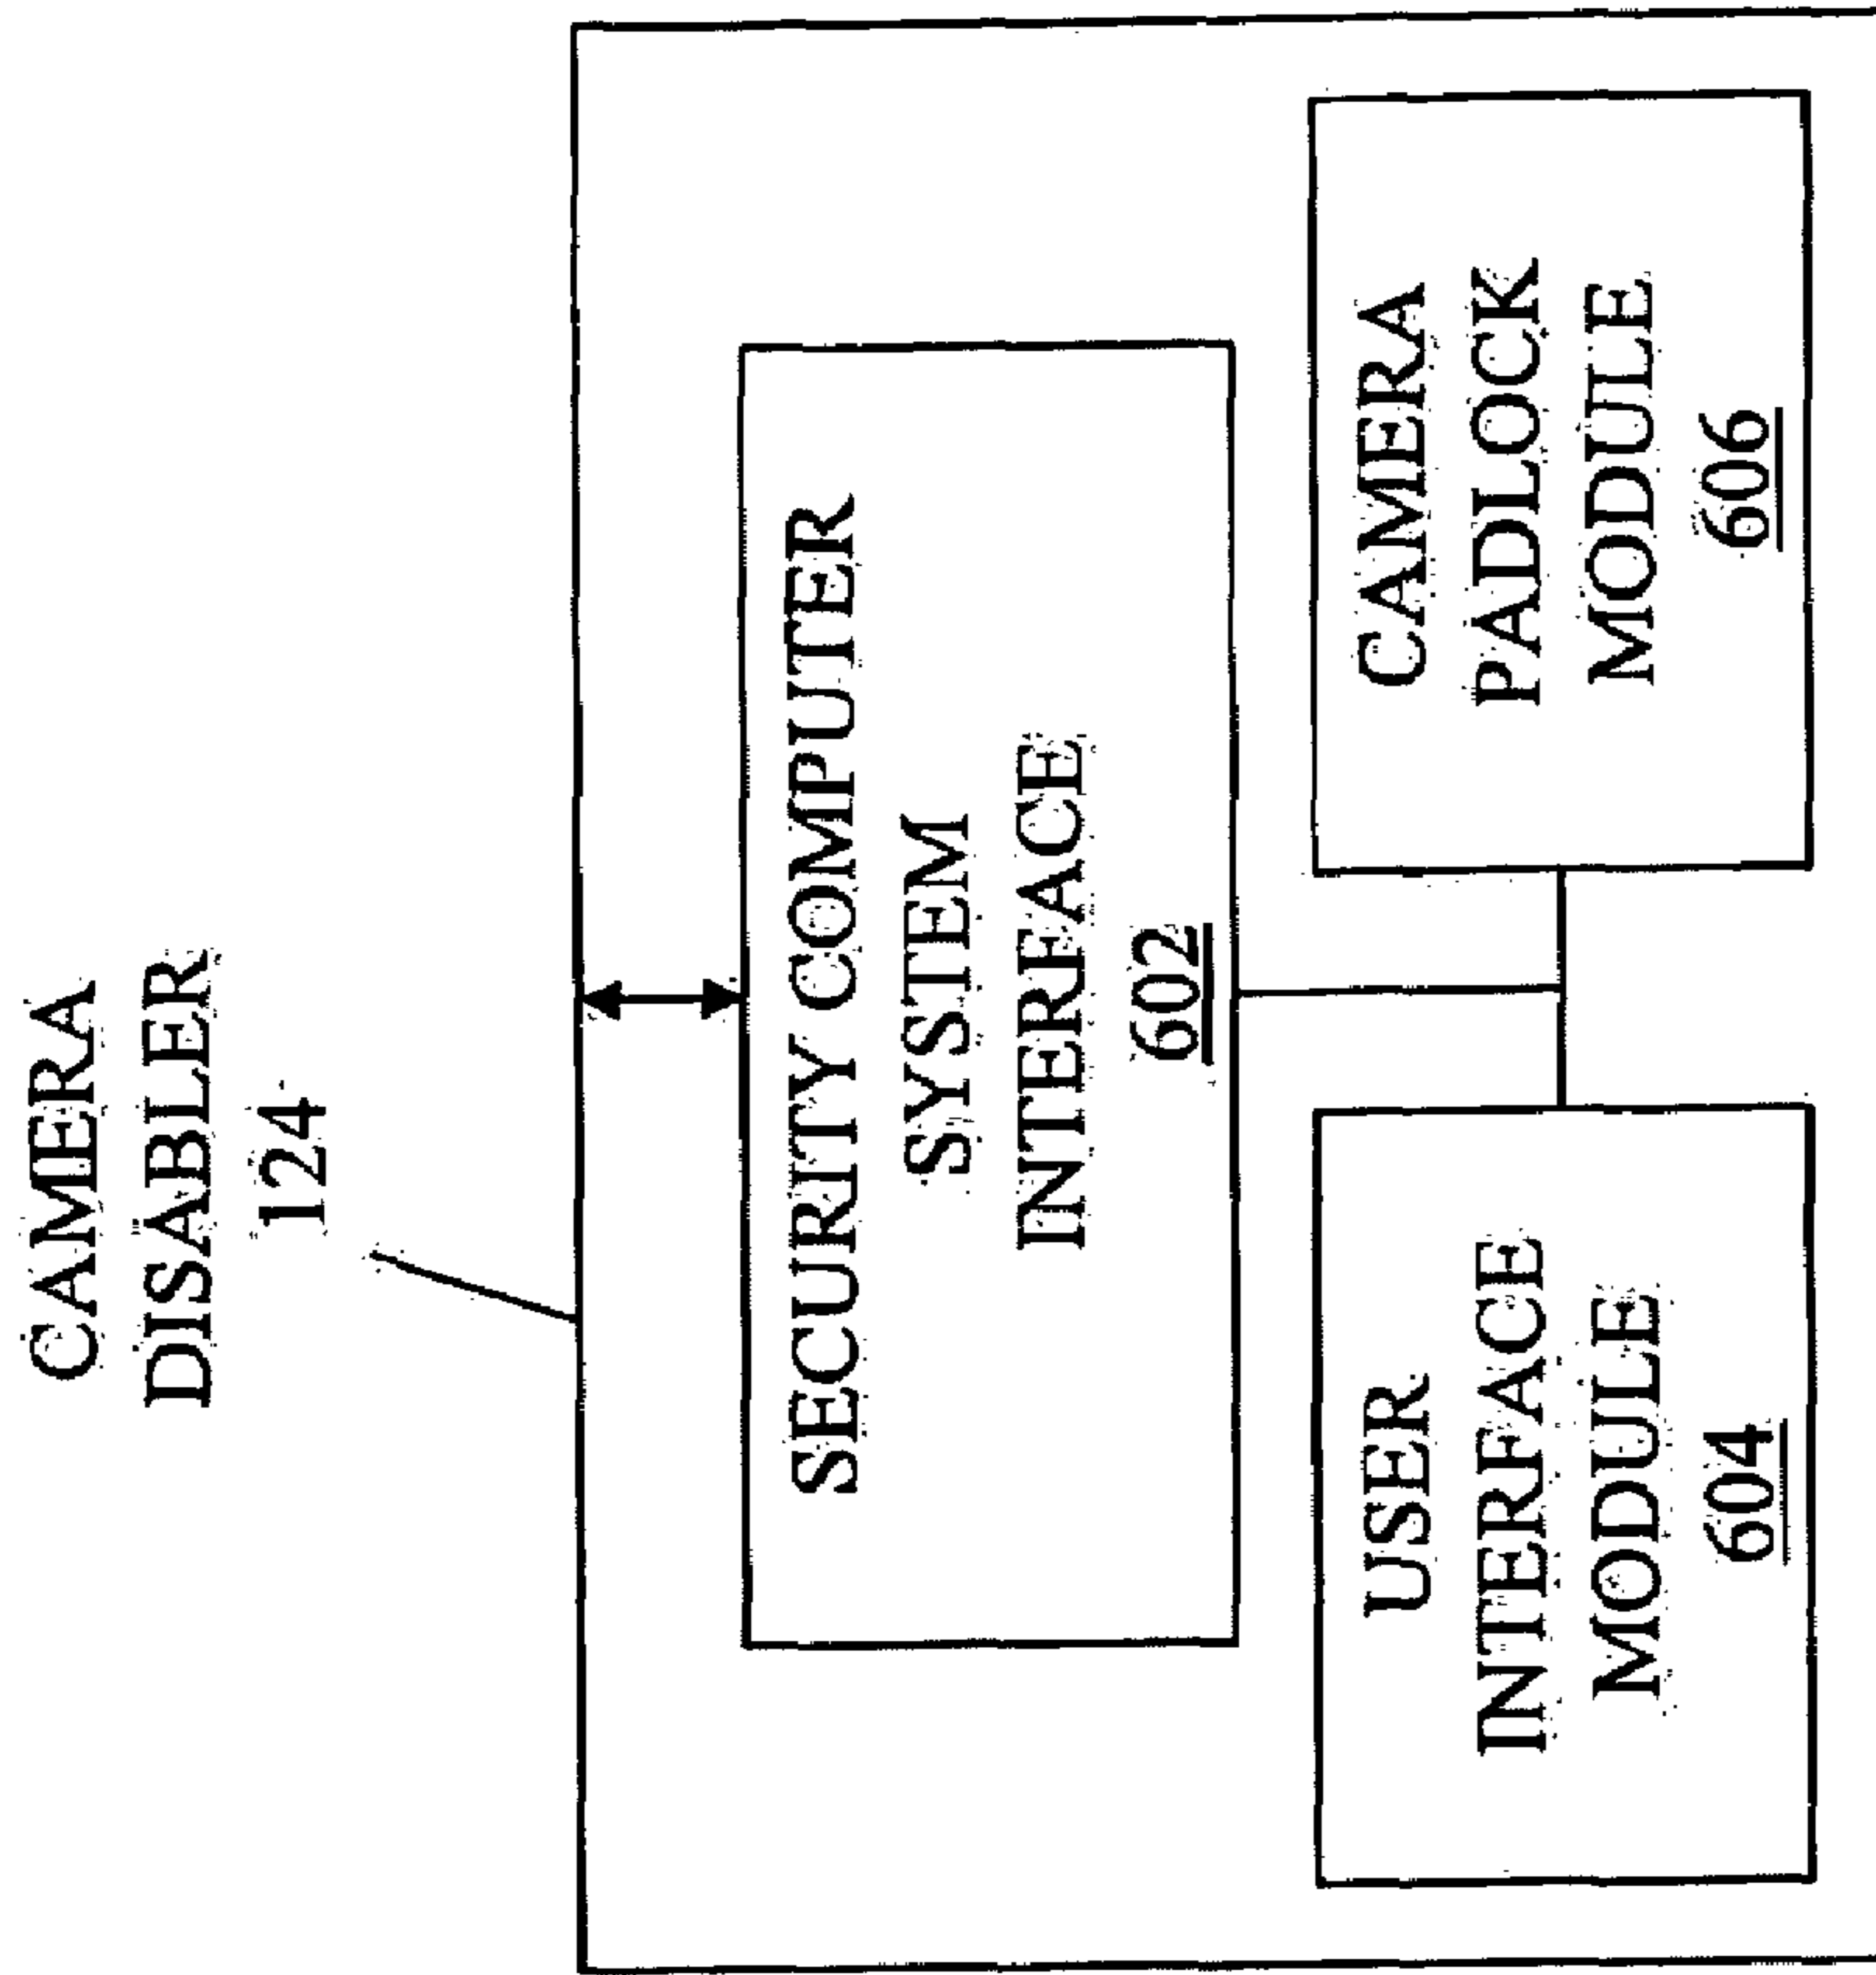 CAMERA
DISABLER
124
SECURITY COMPUTER
SYSTEM
INTERFACE
602
USER
INTERFACE
MODULE
604
CAMERA
PADLOCK
MODULE
606